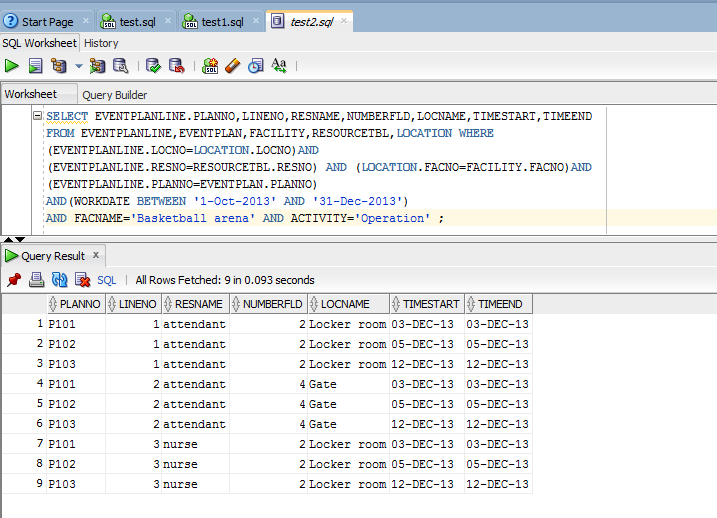 Start Page test.sql test1.sql test2.sql
SQL Worksheet History
Worksheet Query Builder
SELECT EVENTPLANLINE.PLANNO,LINENO,RESNAME,NUMBERFLD,LOCNAME,TIMESTART,TIMEEND
FROM EVENTPLANLINE,EVENTPLAN,FACILITY,RESOURCETBL,LOCATION WHERE
(EVENTPLANLINE.LOCNO=LOCATION.LOCNO)AND
(EVENTPLANLINE.RESNO=RESOURCETBL.RESNO) AND (LOCATION.FACNO=FACILITY.FACNO)AND
(EVENTPLANLINE.PLANNO=EVENTPLAN.PLANNO)
AND(WORKDATE BETWEEN '1-Oct-2013' AND '31-Dec-2013')
AND FACNAME='Basketball arena' AND ACTIVITY='Operation' ;
Query Result x
SQL | All Rows Fetched: 9 in 0.093 seconds
PLANNO LINENO RESNAME NUMBERFLD LOCNAME TIMESTART TIMEEND
1 P101 1 attendant 2 Locker room 03-DEC-13 03-DEC-13
2 P102 1 attendant 2 Locker room 05-DEC-13 05-DEC-13
3 P103 1 attendant 2 Locker room 12-DEC-13 12-DEC-13
4 P101 2 attendant 4 Gate 03-DEC-13 03-DEC-13
5 P102 2 attendant 4 Gate 05-DEC-13 05-DEC-13
6 P103 2 attendant 4 Gate 12-DEC-13 12-DEC-13
7 P101 3 nurse 2 Locker room 03-DEC-13 03-DEC-13
8 P102 3 nurse 2 Locker room 05-DEC-13 05-DEC-13
9 P103 3 nurse 2 Locker room 12-DEC-13 12-DEC-13